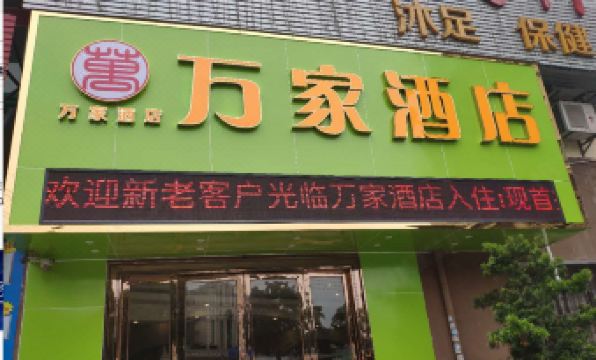 沐足 保健
萬
万家酒店
万家酒店
欢迎新老客户光临万家酒店入住!现首